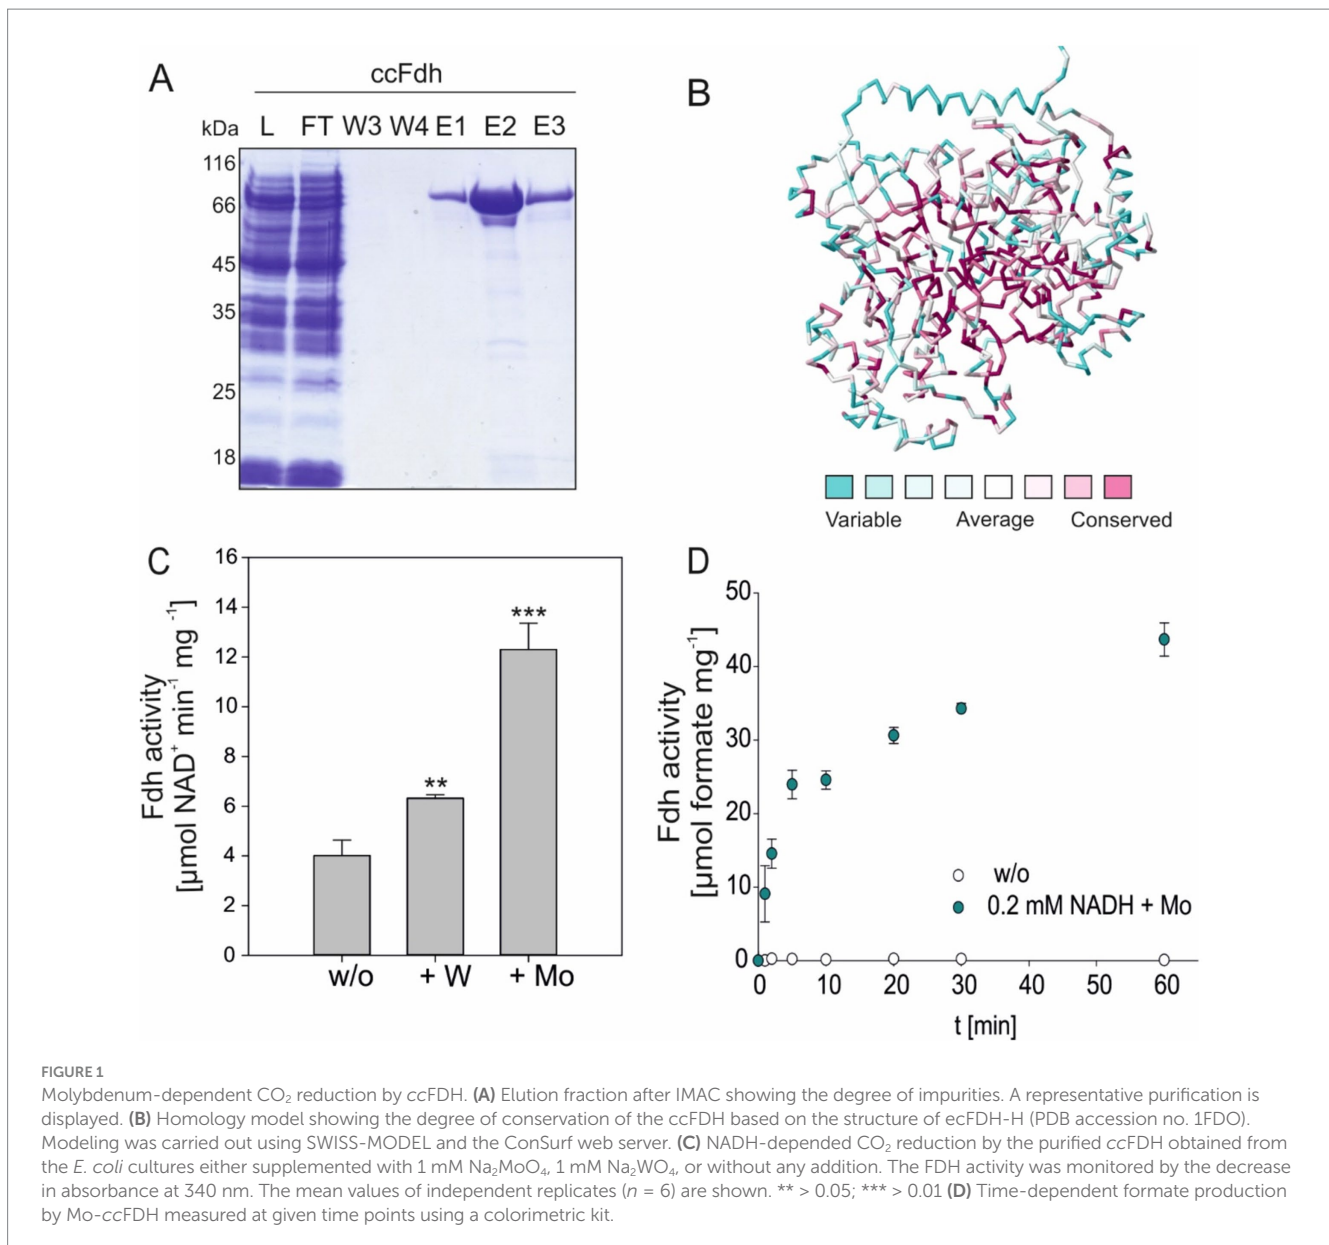 A
ccFdh
kDa L FT W3 W4 E1 E2 E3
116
66
45
35
25
18
B
Variable Average Conserved
C
Fdh activity
[µmol NAD⁺ min⁻¹ mg⁻¹]
16
14
12
10
8
6
4
2
0
**
***
w/o + W + Mo
D
Fdh activity
[µmol formate mg⁻¹]
50
40
30
20
10
0
w/o
0.2 mM NADH + Mo
0 10 20 30 40 50 60
t [min]
FIGURE 1
Molybdenum-dependent CO₂ reduction by ccFDH. (A) Elution fraction after IMAC showing the degree of impurities. A representative purification is
displayed. (B) Homology model showing the degree of conservation of the ccFDH based on the structure of ecFDH-H (PDB accession no. 1FDO).
Modeling was carried out using SWISS-MODEL and the ConSurf web server. (C) NADH-depended CO₂ reduction by the purified ccFDH obtained from
the E. coli cultures either supplemented with 1 mM Na₂MoO₄, 1 mM Na₂WO₄, or without any addition. The FDH activity was monitored by the decrease
in absorbance at 340 nm. The mean values of independent replicates (n = 6) are shown. ** > 0.05; *** > 0.01 (D) Time-dependent formate production
by Mo-ccFDH measured at given time points using a colorimetric kit.